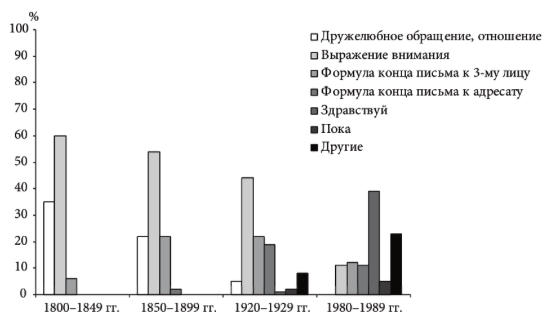 %
100
90
80
70
60
50
40
30
20
10
0
1800–1849 гг.
1850–1899 гг.
1920–1929 гг.
1980–1989 гг.
Дружелюбное обращение, отношение
Выражение внимания
Формула конца письма к 3-му лицу
Формула конца письма к адресату
Здравствуй
Пока
Другие